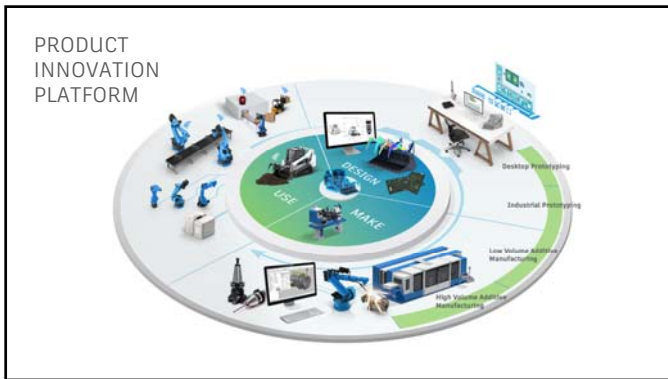 PRODUCT
INNOVATION
PLATFORM
DESIGN
USE
MAKE
Desktop Prototyping
Industrial Prototyping
Low Volume Additive
Manufacturing
High Volume Additive
Manufacturing